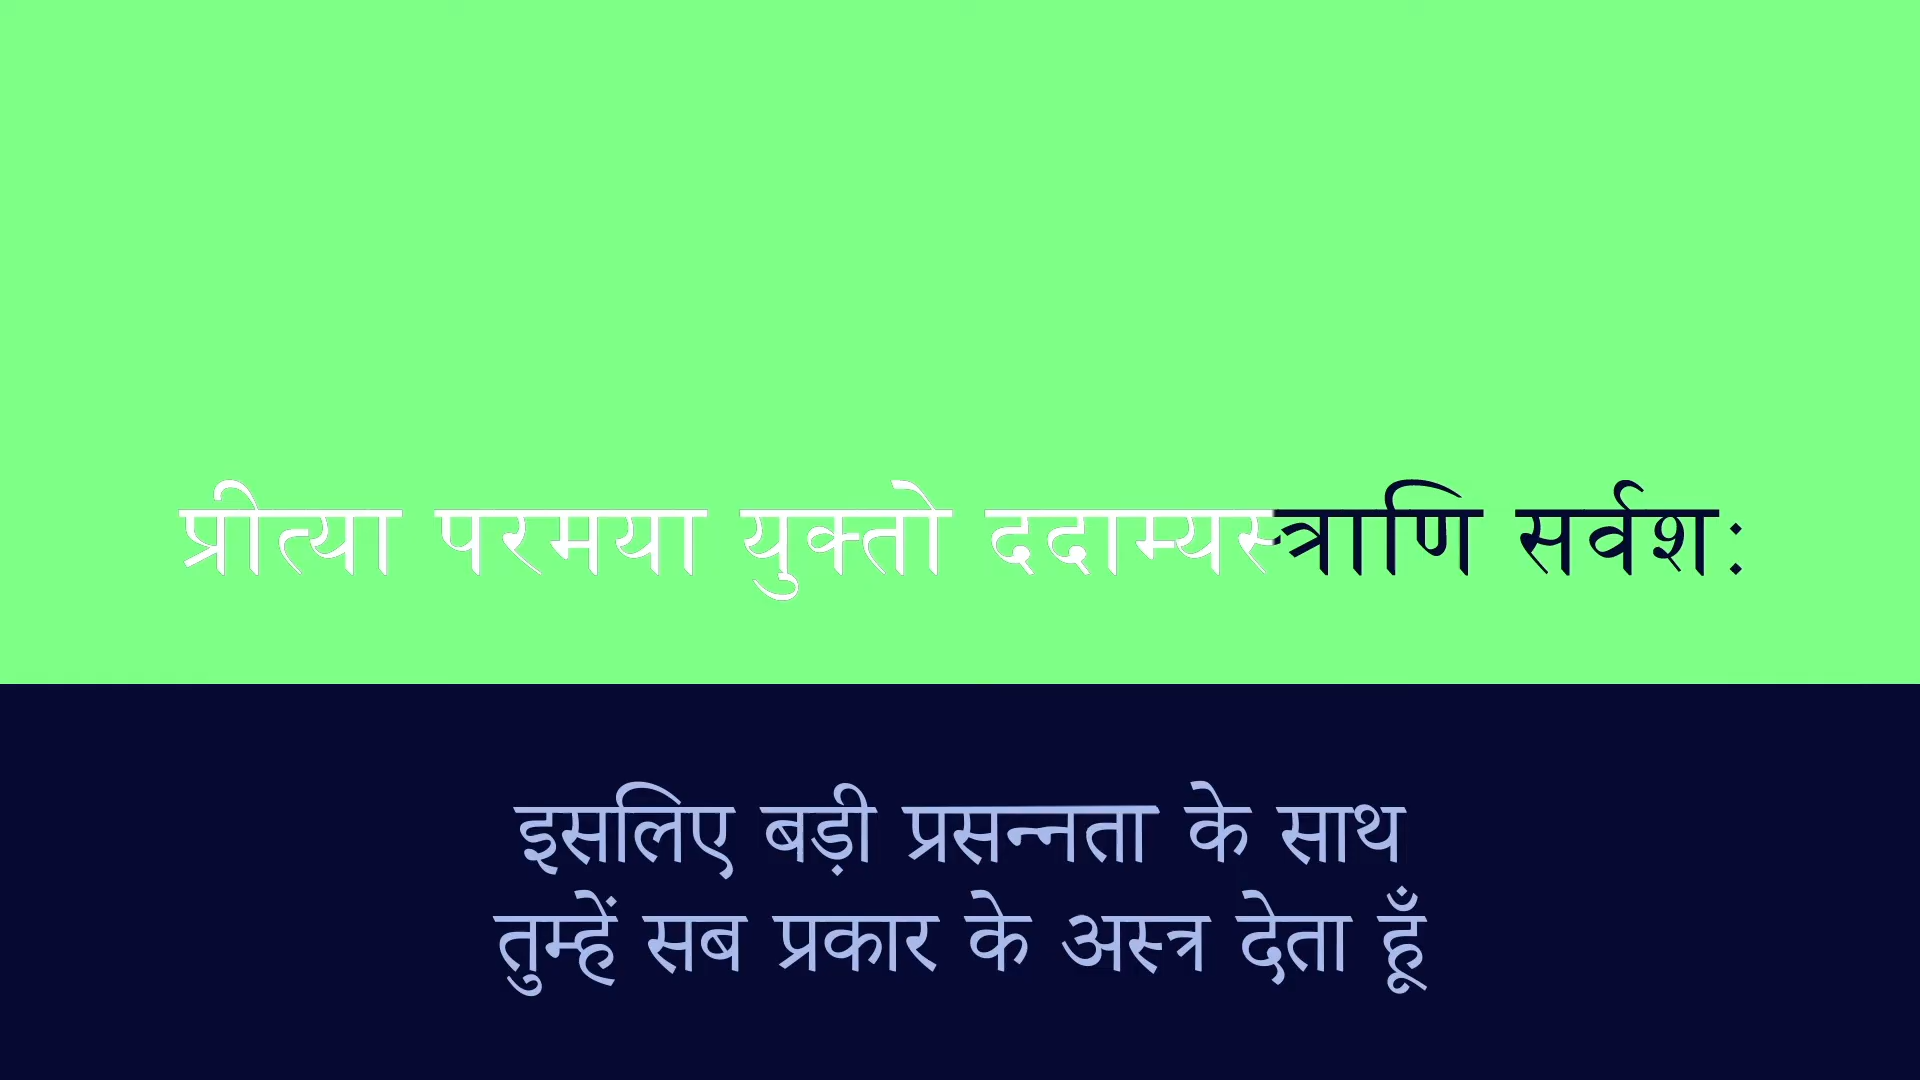 प्रीत्या परमया युक्तो ददाम्यस्त्राणि सर्वशः
इसलिए बड़ी प्रसन्नता के साथ
तुम्हें सब प्रकार के अस्त्र देता हूँ